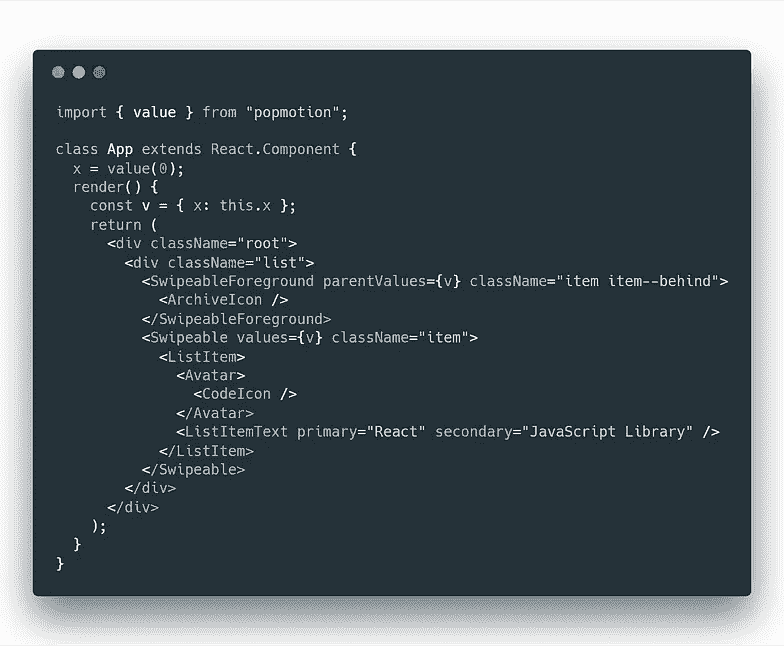 import { value } from "popmotion";

class App extends React.Component {
  x = value(0);
  render() {
    const v = { x: this.x };
    return (
      <div className="root">
        <div className="list">
          <SwipeableForeground parentValues={v} className="item item--behind">
            <ArchiveIcon />
          </SwipeableForeground>
          <Swipeable values={v} className="item">
            <ListItem>
              <Avatar>
                <CodeIcon />
              </Avatar>
              <ListItemText primary="React" secondary="JavaScript Library" />
            </ListItem>
          </Swipeable>
        </div>
      </div>
    );
  }
}